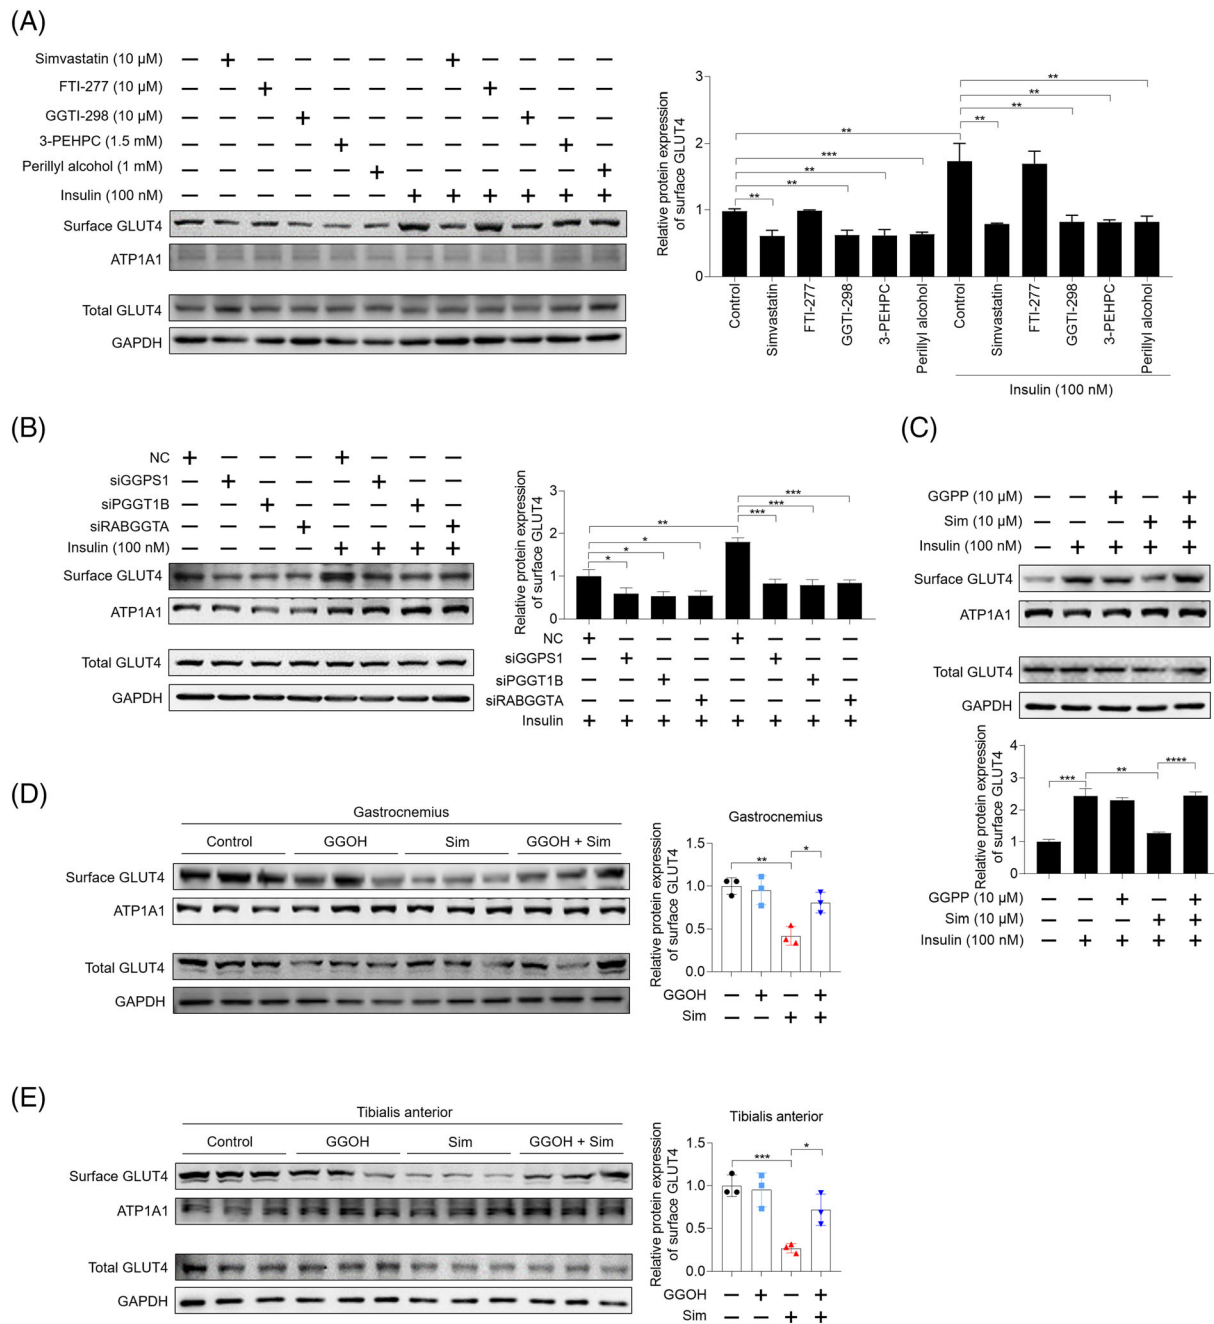 (A)
Simvastatin (10 µM) − + − − − − − + − − − −
FTI-277 (10 µM) − − + − − − − − + − − −
GGTI-298 (10 µM) − − − + − − − − − + − −
3-PEHPC (1.5 mM) − − − − + − − − − − + −
Perillyl alcohol (1 mM) − − − − − + − − − − − +
Insulin (100 nM) − − − − − − + + + + + +
Surface GLUT4
ATP1A1
Total GLUT4
GAPDH
Relative protein expression
of surface GLUT4
3
2
1
0
**
**
**
**
**
***
**
**
**
**
Control
Simvastatin
FTI-277
GGTI-298
3-PEHPC
Perillyl alcohol
Control
Simvastatin
FTI-277
GGTI-298
3-PEHPC
Perillyl alcohol
Insulin (100 nM)
(B)
NC + − − − + − − −
siGGPS1 − + − − − + − −
siPGGT1B − − + − − − + −
siRABGGTA − − − + − − − +
Insulin (100 nM) − − − − + + + +
Surface GLUT4
ATP1A1
Total GLUT4
GAPDH
Relative protein expression
of surface GLUT4
3
2
1
0
***
***
***
**
*
*
*
NC + − − − + − − −
siGGPS1 − + − − − + − −
siPGGT1B − − + − − − + −
siRABGGTA − − − + − − − +
Insulin + + + + + + + +
(C)
GGPP (10 µM) − − + − +
Sim (10 µM) − − − + +
Insulin (100 nM) − + + + +
Surface GLUT4
ATP1A1
Total GLUT4
GAPDH
Relative protein expression
of surface GLUT4
4
3
2
1
0
***
**
****
GGPP (10 µM) − − + − +
Sim (10 µM) − − − + +
Insulin (100 nM) − + + + +
(D)
Gastrocnemius
Control GGOH Sim GGOH + Sim
Surface GLUT4
ATP1A1
Total GLUT4
GAPDH
Gastrocnemius
Relative protein expression
of surface GLUT4
1.5
1.0
0.5
0.0
**
*
GGOH − + − +
Sim − − + +
(E)
Tibialis anterior
Control GGOH Sim GGOH + Sim
Surface GLUT4
ATP1A1
Total GLUT4
GAPDH
Tibialis anterior
Relative protein expression
of surface GLUT4
1.5
1.0
0.5
0.0
***
*
GGOH − + − +
Sim − − + +